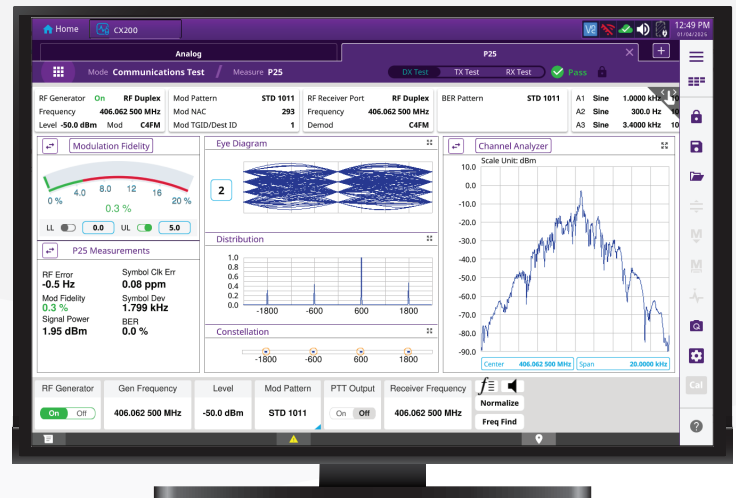 Home
CX200
V2
12:49 PM
01/04/2025
Analog
P25
Mode Communications Test / Measure P25
DX Test
TX Test
RX Test
Pass
RF Generator On RF Duplex
Frequency 406.062 500 MHz
Level -50.0 dBm Mod C4FM
Mod Pattern STD 1011
Mod NAC 293
Mod TGID/Dest ID 1
RF Receiver Port RF Duplex
Frequency 406.062 500 MHz
Demod C4FM
BER Pattern STD 1011
A1 Sine 1.0000 kHz 10
A2 Sine 300.0 Hz 10
A3 Sine 3.4000 kHz 10
Modulation Fidelity
0 % 4.0 8.0 12 16 20 %
0.3 %
LL 0.0 UL 5.0
P25 Measurements
RF Error
-0.5 Hz
Symbol Clk Err
0.08 ppm
Mod Fidelity
0.3 %
Symbol Dev
1.799 kHz
Signal Power
1.95 dBm
BER
0.0 %
Eye Diagram
2
Distribution
1.0
0.8
0.6
0.4
0.2
0.0
-1800 -600 600 1800
Constellation
-1800 -600 600 1800
Channel Analyzer
Scale Unit: dBm
10.0
0.0
-10.0
-20.0
-30.0
-40.0
-50.0
-60.0
-70.0
-80.0
-90.0
Center 406.062 500 MHz
Span 20.0000 kHz
RF Generator
On Off
Gen Frequency
406.062 500 MHz
Level
-50.0 dBm
Mod Pattern
STD 1011
PTT Output
On Off
Receiver Frequency
406.062 500 MHz
Normalize
Freq Find
M
M
Cal